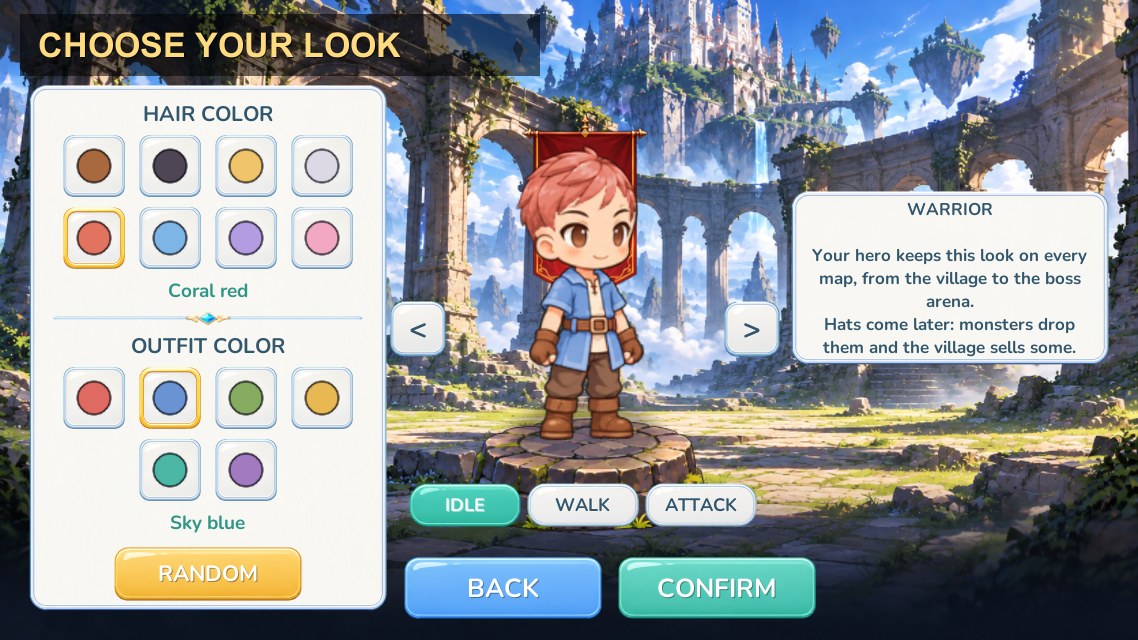 CHOOSE YOUR LOOK
HAIR COLOR
Coral red
OUTFIT COLOR
Sky blue
RANDOM
<
>
IDLE
WALK
ATTACK
BACK
CONFIRM
WARRIOR
Your hero keeps this look on every
map, from the village to the boss
arena.
Hats come later: monsters drop
them and the village sells some.